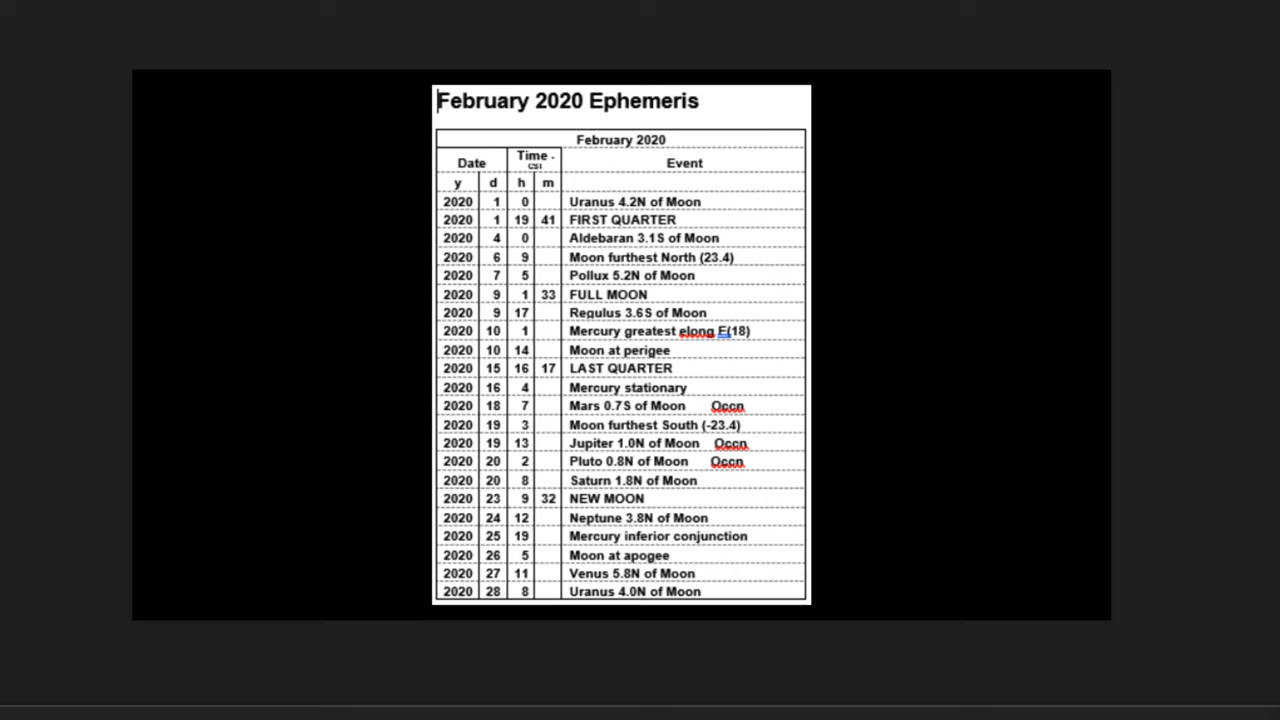 February 2020 Ephemeris
February 2020
Date Time - CST Event
y d h m
2020 1 0 Uranus 4.2N of Moon
2020 1 19 41 FIRST QUARTER
2020 4 0 Aldebaran 3.1S of Moon
2020 6 9 Moon furthest North (23.4)
2020 7 5 Pollux 5.2N of Moon
2020 9 1 33 FULL MOON
2020 9 17 Regulus 3.6S of Moon
2020 10 1 Mercury greatest elong E(18)
2020 10 14 Moon at perigee
2020 15 16 17 LAST QUARTER
2020 16 4 Mercury stationary
2020 18 7 Mars 0.7S of Moon Occn
2020 19 3 Moon furthest South (-23.4)
2020 19 13 Jupiter 1.0N of Moon Occn
2020 20 2 Pluto 0.8N of Moon Occn
2020 20 8 Saturn 1.8N of Moon
2020 23 9 32 NEW MOON
2020 24 12 Neptune 3.8N of Moon
2020 25 19 Mercury inferior conjunction
2020 26 5 Moon at apogee
2020 27 11 Venus 5.8N of Moon
2020 28 8 Uranus 4.0N of Moon